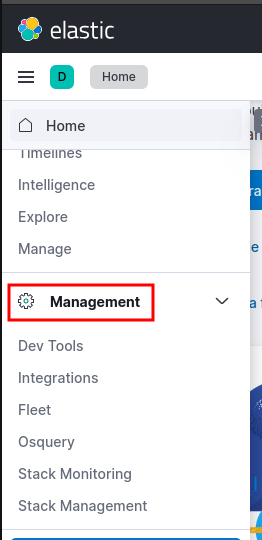 elastic
D Home
Home
Timelines
Intelligence
Explore
Manage
Management
Dev Tools
Integrations
Fleet
Osquery
Stack Monitoring
Stack Management